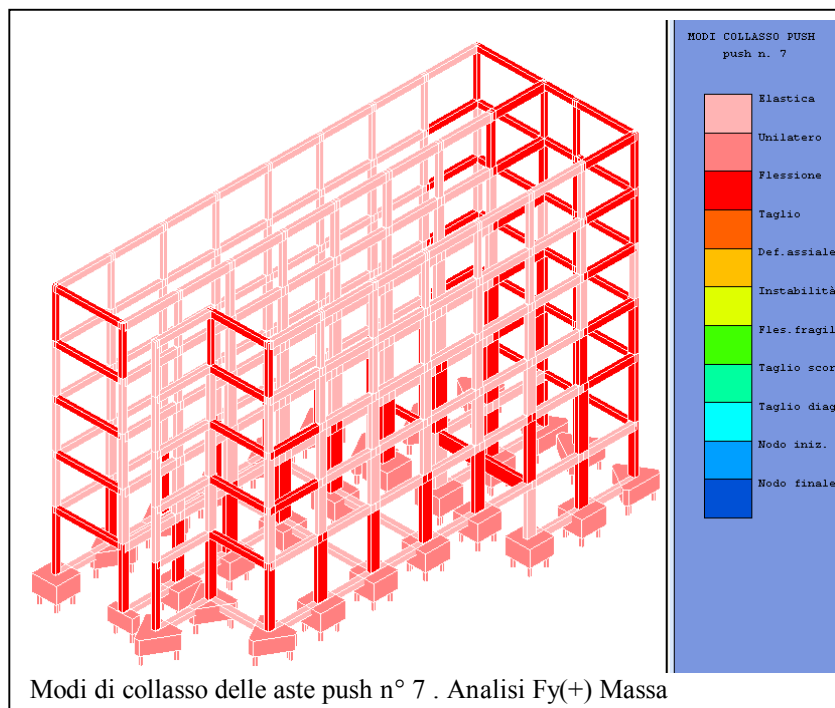 MODI COLLASSO PUSH
push n. 7
Elastica
Unilatero
Flessione
Taglio
Def.assiale
Instabilità
Fles.fragil
Taglio scor
Taglio diag
Nodo iniz.
Nodo finale
Modi di collasso delle aste push n° 7 . Analisi Fy(+) Massa